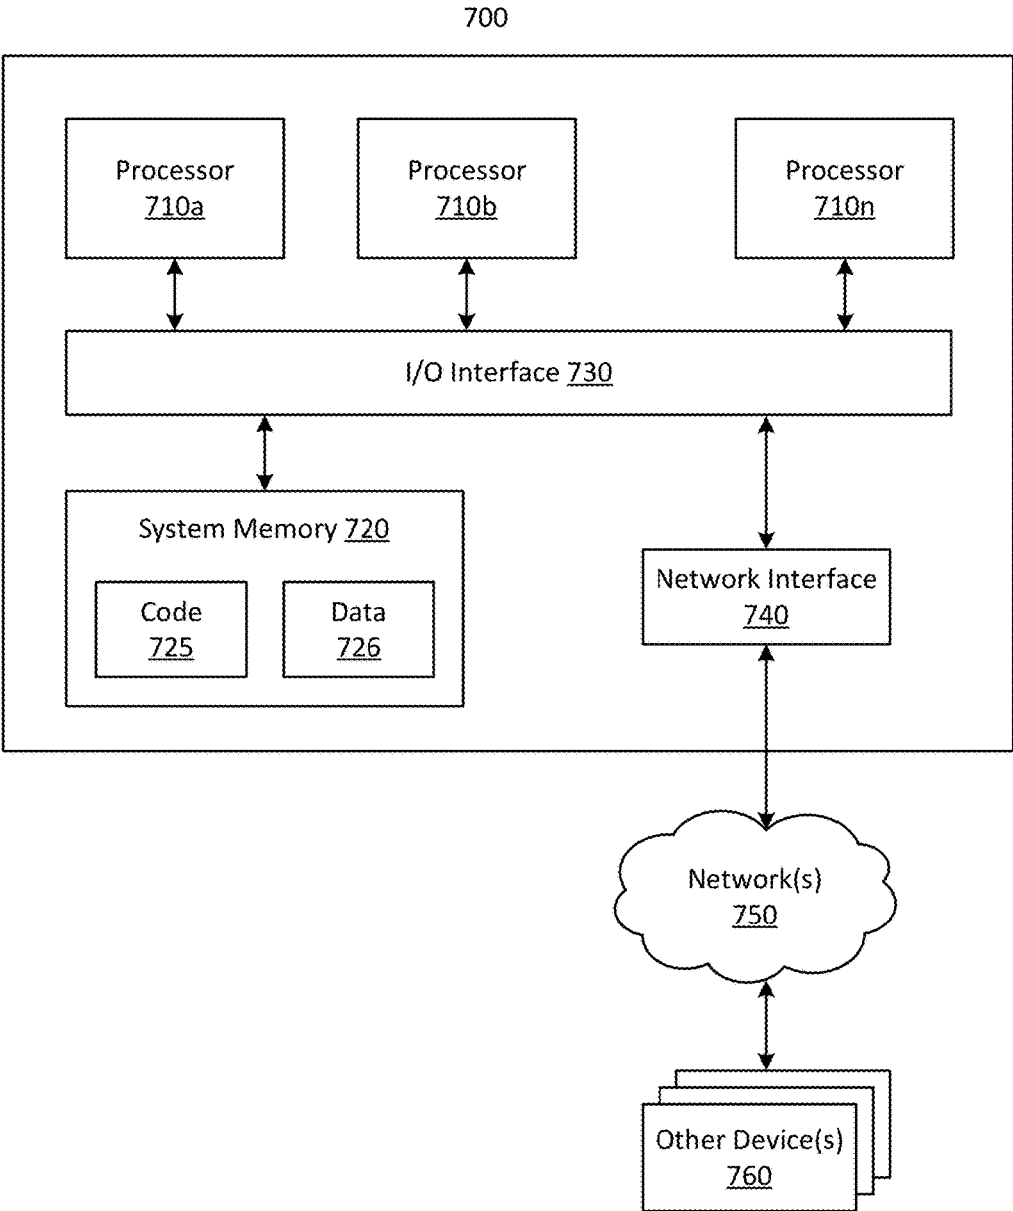 700
Processor
710a
Processor
710b
Processor
710n
I/O Interface 730
System Memory 720
Code
725
Data
726
Network Interface
740
Network(s)
750
Other Device(s)
760